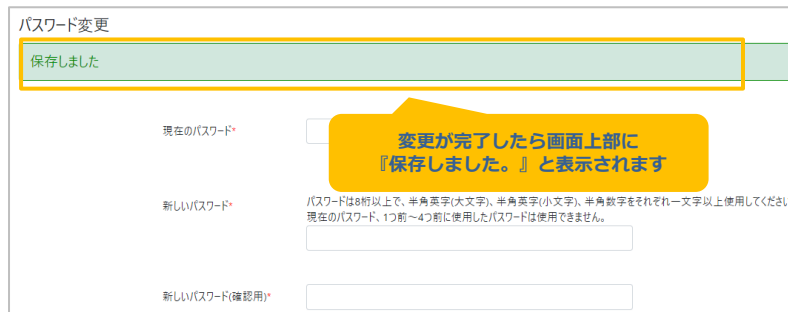 パスワード変更
保存しました
現在のパスワード*
変更が完了したら画面上部に
『保存しました。』と表示されます
新しいパスワード*
パスワードは8桁以上で、半角英字(大文字)、半角英字(小文字)、半角数字をそれぞれ一文字以上使用してください
現在のパスワード、1つ前～4つ前に使用したパスワードは使用できません。
新しいパスワード(確認用)*